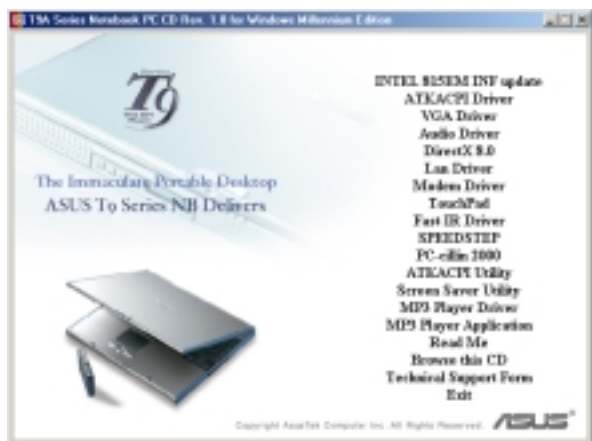 T9A Series Notebook PC CD Rev. 1.0 for Windows Millennium Edition
T9
The Immaculate Portable Desktop
ASUS T9 Series NB Delivers
INTEL 815EM INF update
ATKACPI Driver
VGA Driver
Audio Driver
DirectX 8.0
Lan Driver
Modem Driver
TouchPad
Fast IR Driver
SPEEDSTEP
PC-cillin 2000
ATKACPI Utility
Screen Saver Utility
MP3 Player Driver
MP3 Player Application
Read Me
Browse this CD
Technical Support Form
Exit
Copyright AsusTek Computer Inc. All Rights Reserved.
ASUS